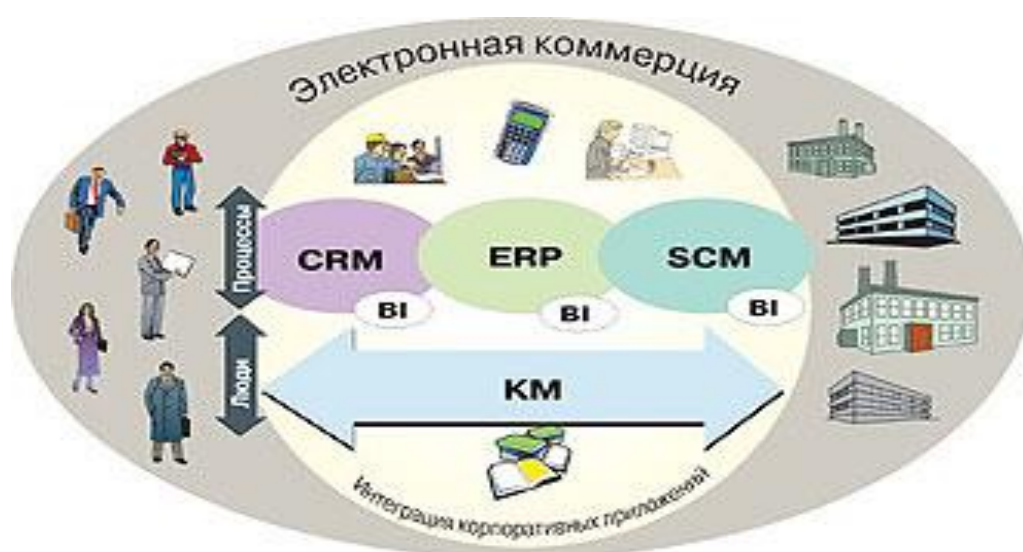 Электронная коммерция
Процессы
CRM
ERP
SCM
BI
BI
BI
Люди
KM
Интеграция корпоративных приложений